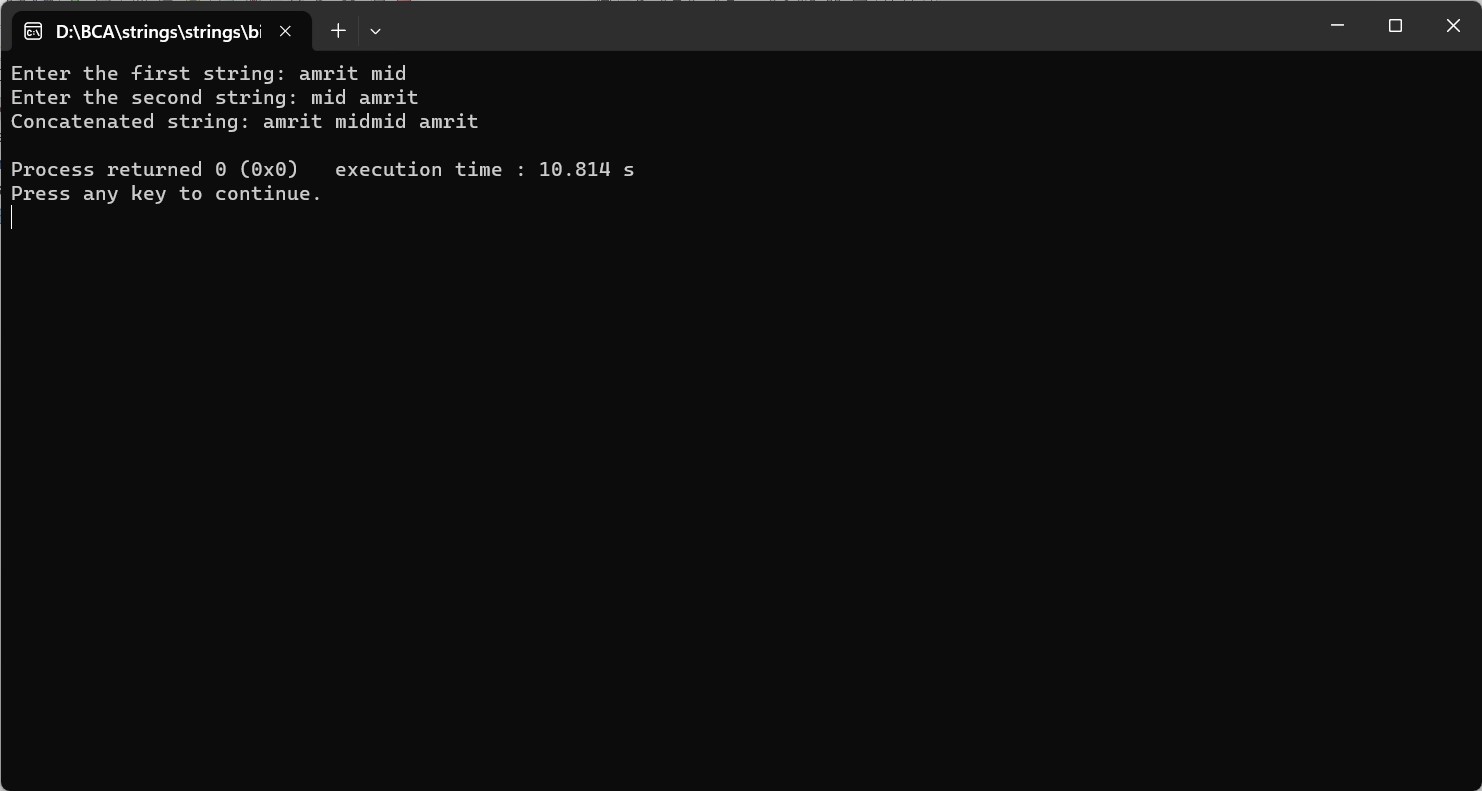 D:\BCA\strings\strings\bi
Enter the first string: amrit mid
Enter the second string: mid amrit
Concatenated string: amrit midmid amrit
Process returned 0 (0x0)   execution time : 10.814 s
Press any key to continue.